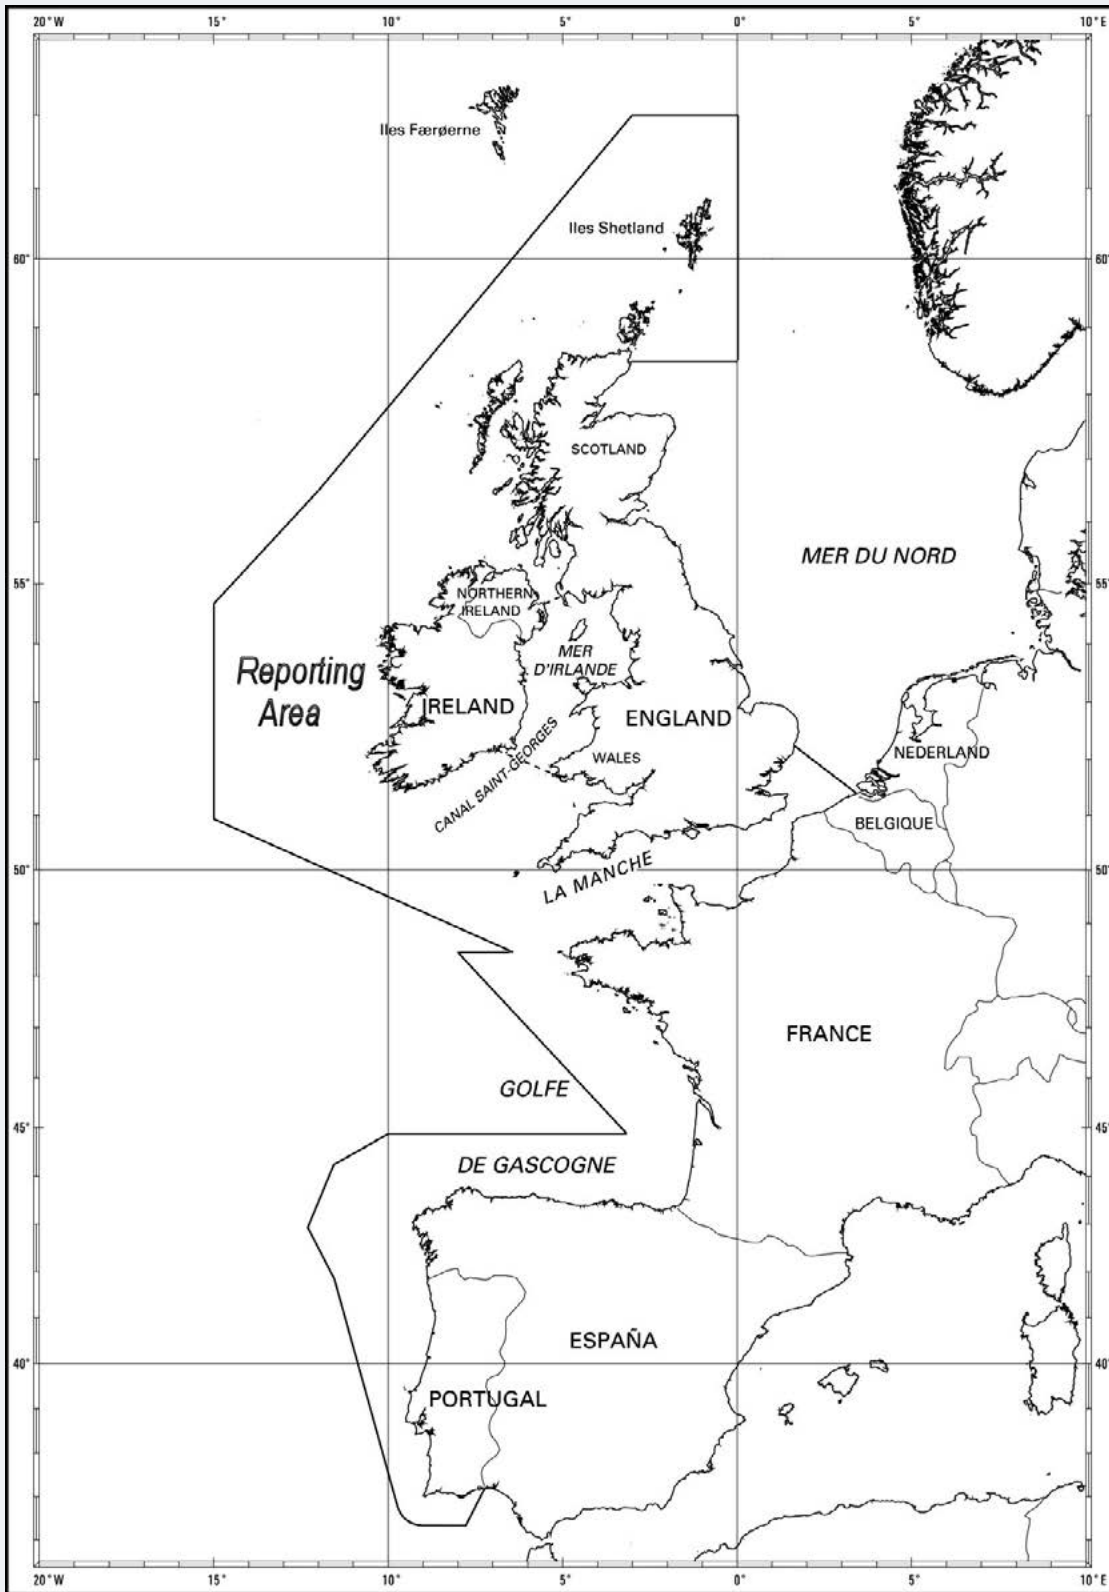 20° W 15° 10° 5° 0° 5° 10° E
Iles Færøerne
Iles Shetland
60° 60°
SCOTLAND
MER DU NORD
55° 55°
NORTHERN
IRELAND
MER
D'IRLANDE
Reporting
Area
IRELAND
ENGLAND
WALES
NEDERLAND
CANAL SAINT-GEORGES
BELGIQUE
LA MANCHE
50° 50°
FRANCE
GOLFE
45° 45°
DE GASCOGNE
ESPAÑA
40° 40°
PORTUGAL
20° W 15° 10° 5° 0° 5° 10° E